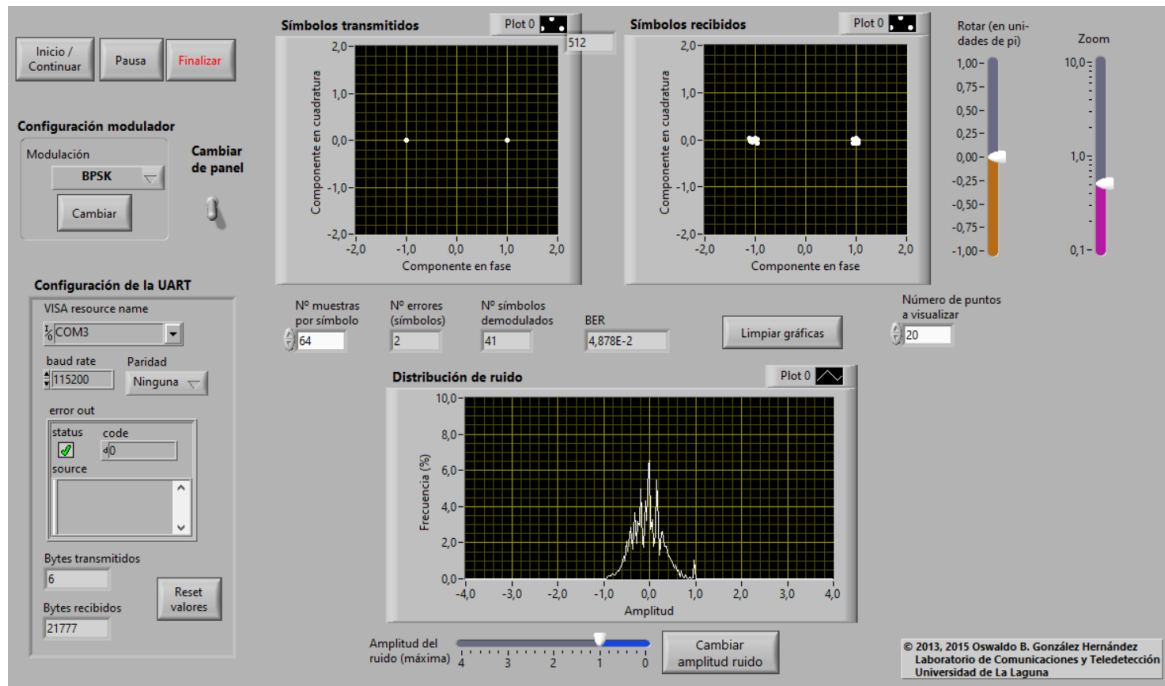 Inicio /
Continuar
Pausa
Finalizar
Configuración modulador
Modulación
BPSK
Cambiar
Cambiar
de panel
Símbolos transmitidos
Plot 0
512
2,0
1,0
0,0
-1,0
-2,0
Componente en cuadratura
-2,0 -1,0 0,0 1,0 2,0
Componente en fase
Símbolos recibidos
Plot 0
2,0
1,0
0,0
-1,0
-2,0
Componente en cuadratura
-2,0 -1,0 0,0 1,0 2,0
Componente en fase
Rotar (en uni-
dades de pi)
1,00
0,75
0,50
0,25
0,00
-0,25
-0,50
-0,75
-1,00
Zoom
10,0
1,0
0,1
Configuración de la UART
VISA resource name
COM3
baud rate
115200
Paridad
Ninguna
error out
status
code
d0
source
Bytes transmitidos
6
Bytes recibidos
21777
Reset
valores
Nº muestras
por símbolo
64
Nº errores
(símbolos)
2
Nº símbolos
demodulados
41
BER
4,878E-2
Limpiar gráficas
Número de puntos
a visualizar
20
Distribución de ruido
Plot 0
10,0
8,0
6,0
4,0
2,0
0,0
Frecuencia (%)
-4,0 -3,0 -2,0 -1,0 0,0 1,0 2,0 3,0 4,0
Amplitud
Amplitud del
ruido (máxima)
4 3 2 1 0
Cambiar
amplitud ruido
© 2013, 2015 Oswaldo B. González Hernández
Laboratorio de Comunicaciones y Teledetección
Universidad de La Laguna